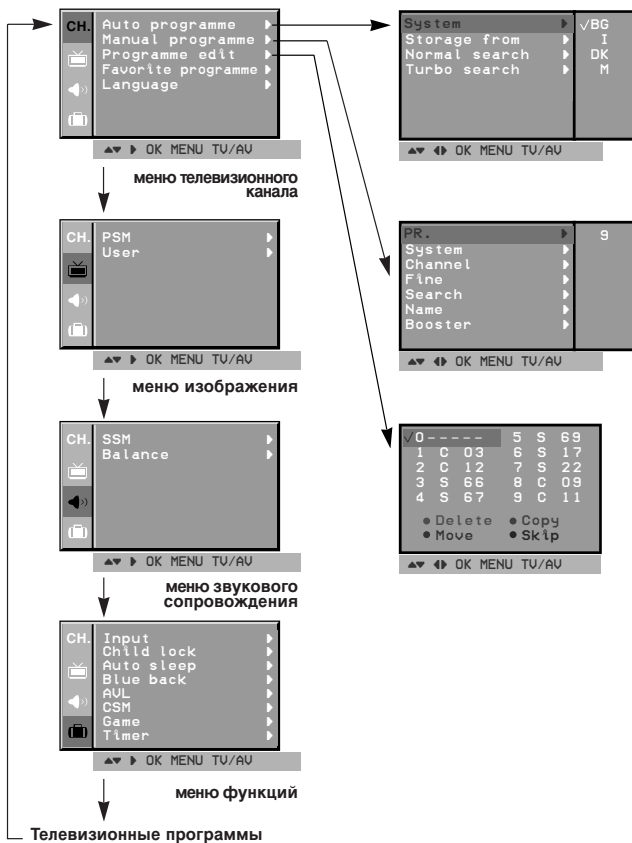 CH.
Auto programme
Manual programme
Programme edit
Favorite programme
Language
▲▼ ▶ OK MENU TV/AV
меню телевизионного
канала
System
Storage from
Normal search
Turbo search
√BG
I
DK
M
▲▼ ◀▶ OK MENU TV/AV
CH.
PSM
User
▲▼ ▶ OK MENU TV/AV
меню изображения
PR.
System
Channel
Fine
Search
Name
Booster
9
▲▼ ◀▶ OK MENU TV/AV
CH.
SSM
Balance
▲▼ ▶ OK MENU TV/AV
меню звукового
сопровождения
√0----- 5 S 69
1 C 03 6 S 17
2 C 12 7 S 22
3 S 66 8 C 09
4 S 67 9 C 11
● Delete ● Copy
● Move ● Skip
▲▼ ◀▶ OK MENU TV/AV
CH.
Input
Child lock
Auto sleep
Blue back
AVL
CSM
Game
Timer
▲▼ ▶ OK MENU TV/AV
меню функций
Телевизионные программы